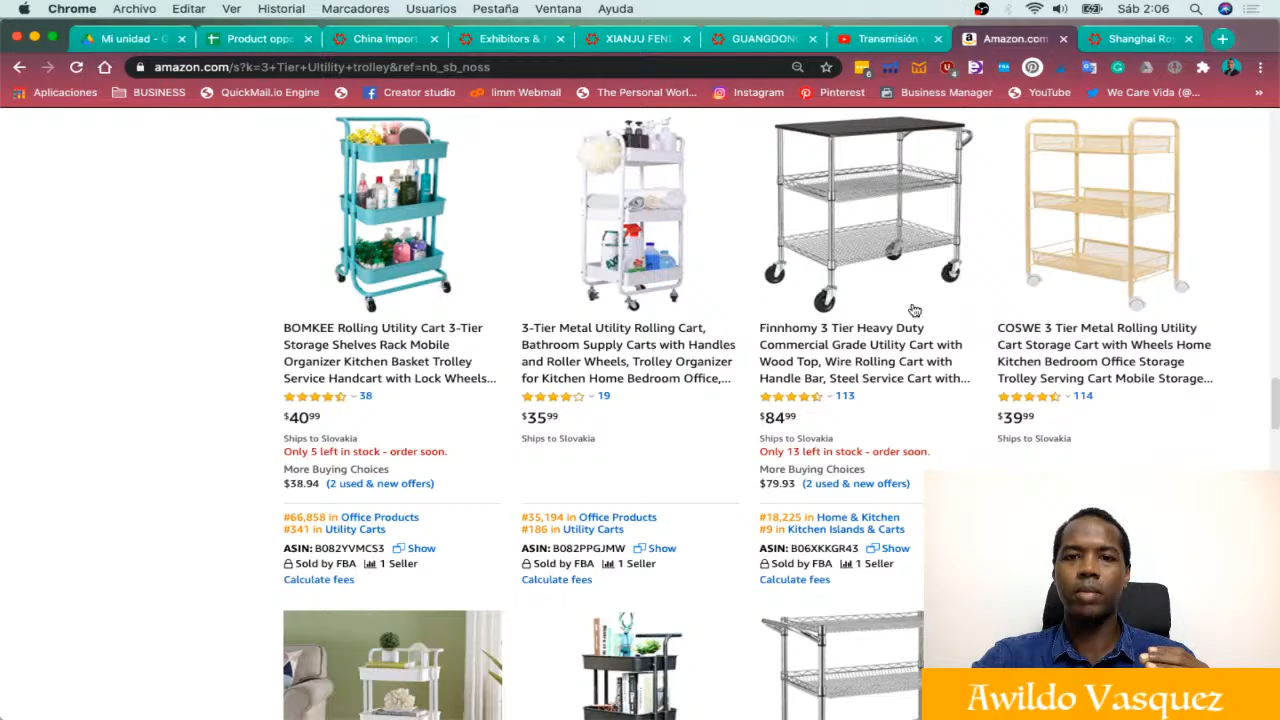 Chrome Archivo Editar Ver Historial Marcadores Usuarios Pestaña Ventana Ayuda Sáb 2:06
Mi unidad - G Product oppo China Import Exhibitors & XIANJU FEN GUANGDON Transmisión Amazon.com Shanghai Ro
amazon.com/s?k=3+Tier+Ultility+trolley&ref=nb_sb_noss
Aplicaciones BUSINESS QuickMail.io Engine Creator studio limm Webmail The Personal Worl... Instagram Pinterest Business Manager YouTube We Care Vida (@... »
BOMKEE Rolling Utility Cart 3-Tier
Storage Shelves Rack Mobile
Organizer Kitchen Basket Trolley
Service Handcart with Lock Wheels...
38
$40.99
Ships to Slovakia
Only 5 left in stock - order soon.
More Buying Choices
$38.94 (2 used & new offers)
#66,858 in Office Products
#341 in Utility Carts
ASIN: B082YVMCS3 Show
Sold by FBA 1 Seller
Calculate fees
3-Tier Metal Utility Rolling Cart,
Bathroom Supply Carts with Handles
and Roller Wheels, Trolley Organizer
for Kitchen Home Bedroom Office,...
19
$35.99
Ships to Slovakia
#35,194 in Office Products
#186 in Utility Carts
ASIN: B082PPGJMW Show
Sold by FBA 1 Seller
Calculate fees
Finnhomy 3 Tier Heavy Duty
Commercial Grade Utility Cart with
Wood Top, Wire Rolling Cart with
Handle Bar, Steel Service Cart with...
113
$84.99
Ships to Slovakia
Only 13 left in stock - order soon.
More Buying Choices
$79.93 (2 used & new offers)
#18,225 in Home & Kitchen
#9 in Kitchen Islands & Carts
ASIN: B06XKKGR43 Show
Sold by FBA 1 Seller
Calculate fees
COSWE 3 Tier Metal Rolling Utility
Cart Storage Cart with Wheels Home
Kitchen Bedroom Office Storage
Trolley Serving Cart Mobile Storage...
114
$39.99
Ships to Slovakia
Awildo Vasquez